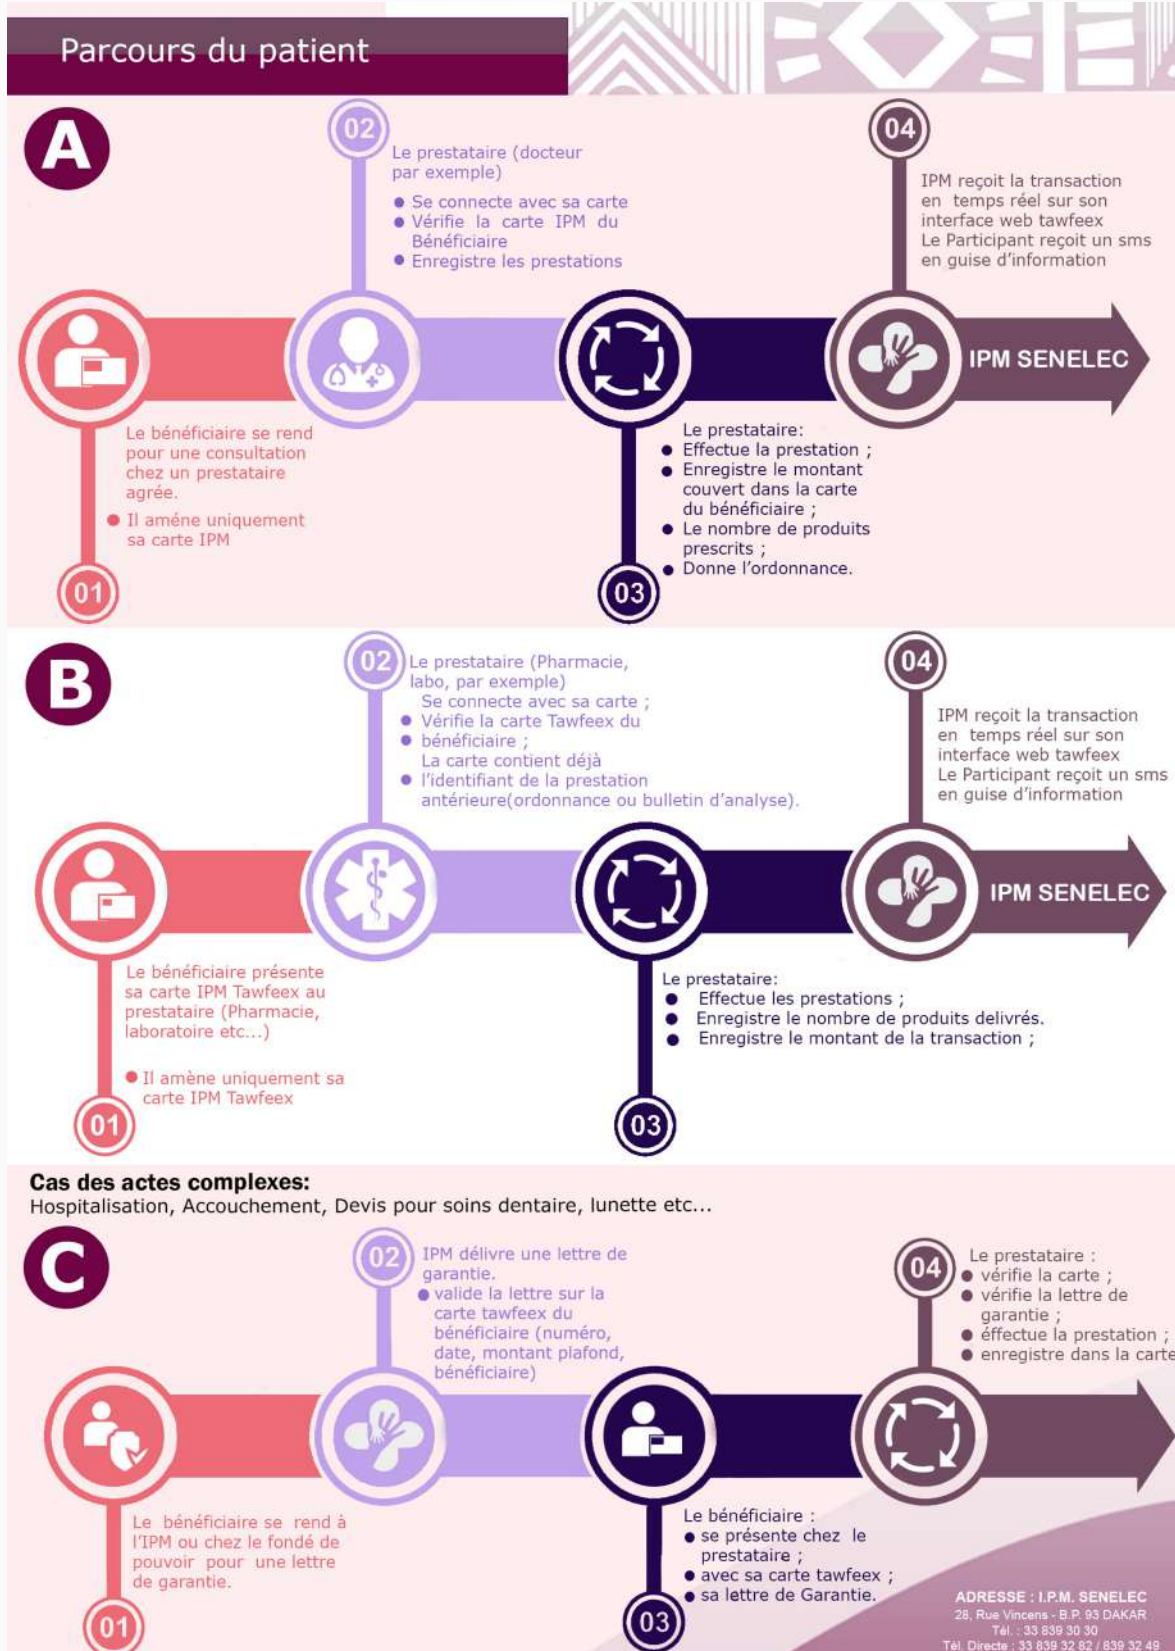 Parcours du patient
A
02
Le prestataire (docteur
par exemple)
● Se connecte avec sa carte
● Vérifie la carte IPM du
Bénéficiaire
● Enregistre les prestations
04
IPM reçoit la transaction
en temps réel sur son
interface web tawfeex
Le Participant reçoit un sms
en guise d’information
IPM SENELEC
Le bénéficiaire se rend
pour une consultation
chez un prestataire
agrée.
● Il améne uniquement
sa carte IPM
01
Le prestataire:
● Effectue la prestation ;
● Enregistre le montant
couvert dans la carte
du bénéficiaire ;
● Le nombre de produits
prescrits ;
● Donne l’ordonnance.
03
B
02
Le prestataire (Pharmacie,
labo, par exemple)
Se connecte avec sa carte ;
● Vérifie la carte Tawfeex du
● bénéficiaire ;
La carte contient déjà
● l’identifiant de la prestation
antérieure(ordonnance ou bulletin d’analyse).
04
IPM reçoit la transaction
en temps réel sur son
interface web tawfeex
Le Participant reçoit un sms
en guise d’information
IPM SENELEC
Le bénéficiaire présente
sa carte IPM Tawfeex au
prestataire (Pharmacie,
laboratoire etc...)
● Il amène uniquement sa
carte IPM Tawfeex
01
Le prestataire:
● Effectue les prestations ;
● Enregistre le nombre de produits delivrés.
● Enregistre le montant de la transaction ;
03
Cas des actes complexes:
Hospitalisation, Accouchement, Devis pour soins dentaire, lunette etc...
C
02
IPM délivre une lettre de
garantie.
● valide la lettre sur la
carte tawfeex du
bénéficiaire (numéro,
date, montant plafond,
bénéficiaire)
04
Le prestataire :
● vérifie la carte ;
● vérifie la lettre de
garantie ;
● éffectue la prestation ;
● enregistre dans la carte
Le bénéficiaire se rend à
l’IPM ou chez le fondé de
pouvoir pour une lettre
de garantie.
01
Le bénéficiaire :
● se présente chez le
prestataire ;
● avec sa carte tawfeex ;
● sa lettre de Garantie.
03
ADRESSE : I.P.M. SENELEC
28, Rue Vincens - B.P. 93 DAKAR
Tél. : 33 839 30 30
Tél. Directe : 33 839 32 82 / 839 32 49